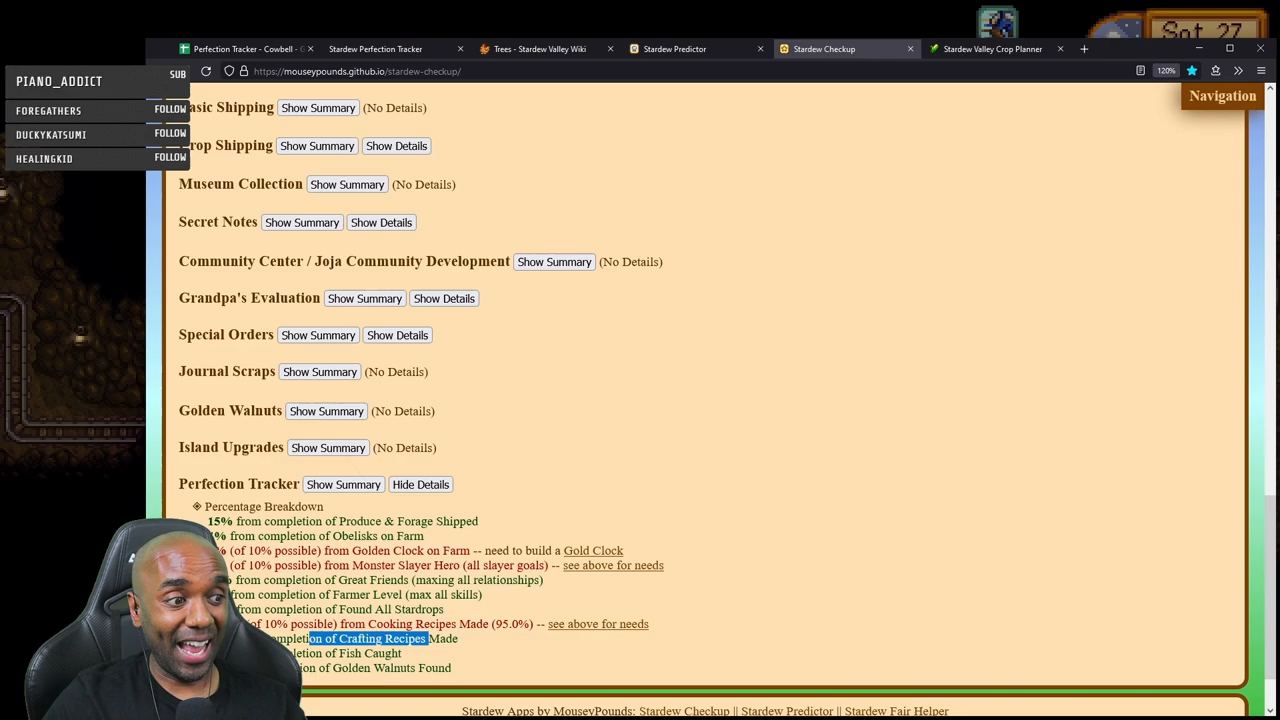 Sat. 27
Perfection Tracker - Cowbell - G
Stardew Perfection Tracker
Trees - Stardew Valley Wiki
Stardew Predictor
Stardew Checkup
Stardew Valley Crop Planner
https://mouseypounds.github.io/stardew-checkup/
120%
PIANO_ADDICT SUB
FOREGATHERS FOLLOW
DUCKYKATSUMI FOLLOW
HEALINGKID FOLLOW
Navigation
asic Shipping Show Summary (No Details)
rop Shipping Show Summary Show Details
Museum Collection Show Summary (No Details)
Secret Notes Show Summary Show Details
Community Center / Joja Community Development Show Summary (No Details)
Grandpa's Evaluation Show Summary Show Details
Special Orders Show Summary Show Details
Journal Scraps Show Summary (No Details)
Golden Walnuts Show Summary (No Details)
Island Upgrades Show Summary (No Details)
Perfection Tracker Show Summary Hide Details
Percentage Breakdown
15% from completion of Produce & Forage Shipped
% from completion of Obelisks on Farm
(of 10% possible) from Golden Clock on Farm -- need to build a Gold Clock
(of 10% possible) from Monster Slayer Hero (all slayer goals) -- see above for needs
from completion of Great Friends (maxing all relationships)
from completion of Farmer Level (max all skills)
from completion of Found All Stardrops
of 10% possible) from Cooking Recipes Made (95.0%) -- see above for needs
ompletion of Crafting Recipes Made
letion of Fish Caught
ion of Golden Walnuts Found
Stardew Apps by MouseyPounds: Stardew Checkup || Stardew Predictor || Stardew Fair Helper